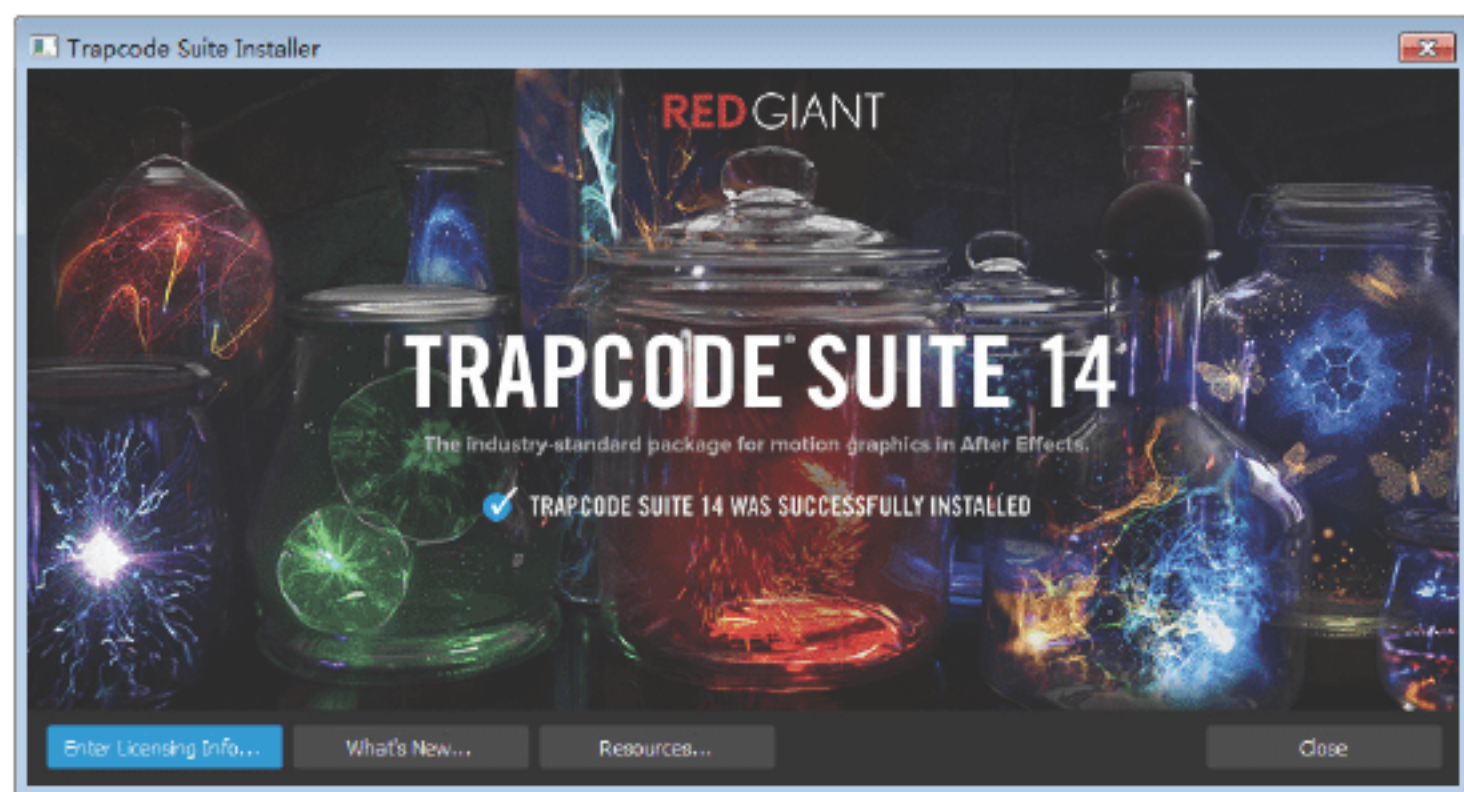 Trapcode Suite Installer
RED GIANT
TRAPCODE® SUITE 14
The industry-standard package for motion graphics in After Effects.
TRAPCODE SUITE 14 WAS SUCCESSFULLY INSTALLED
Enter Licensing Info...
What's New...
Resources...
Close